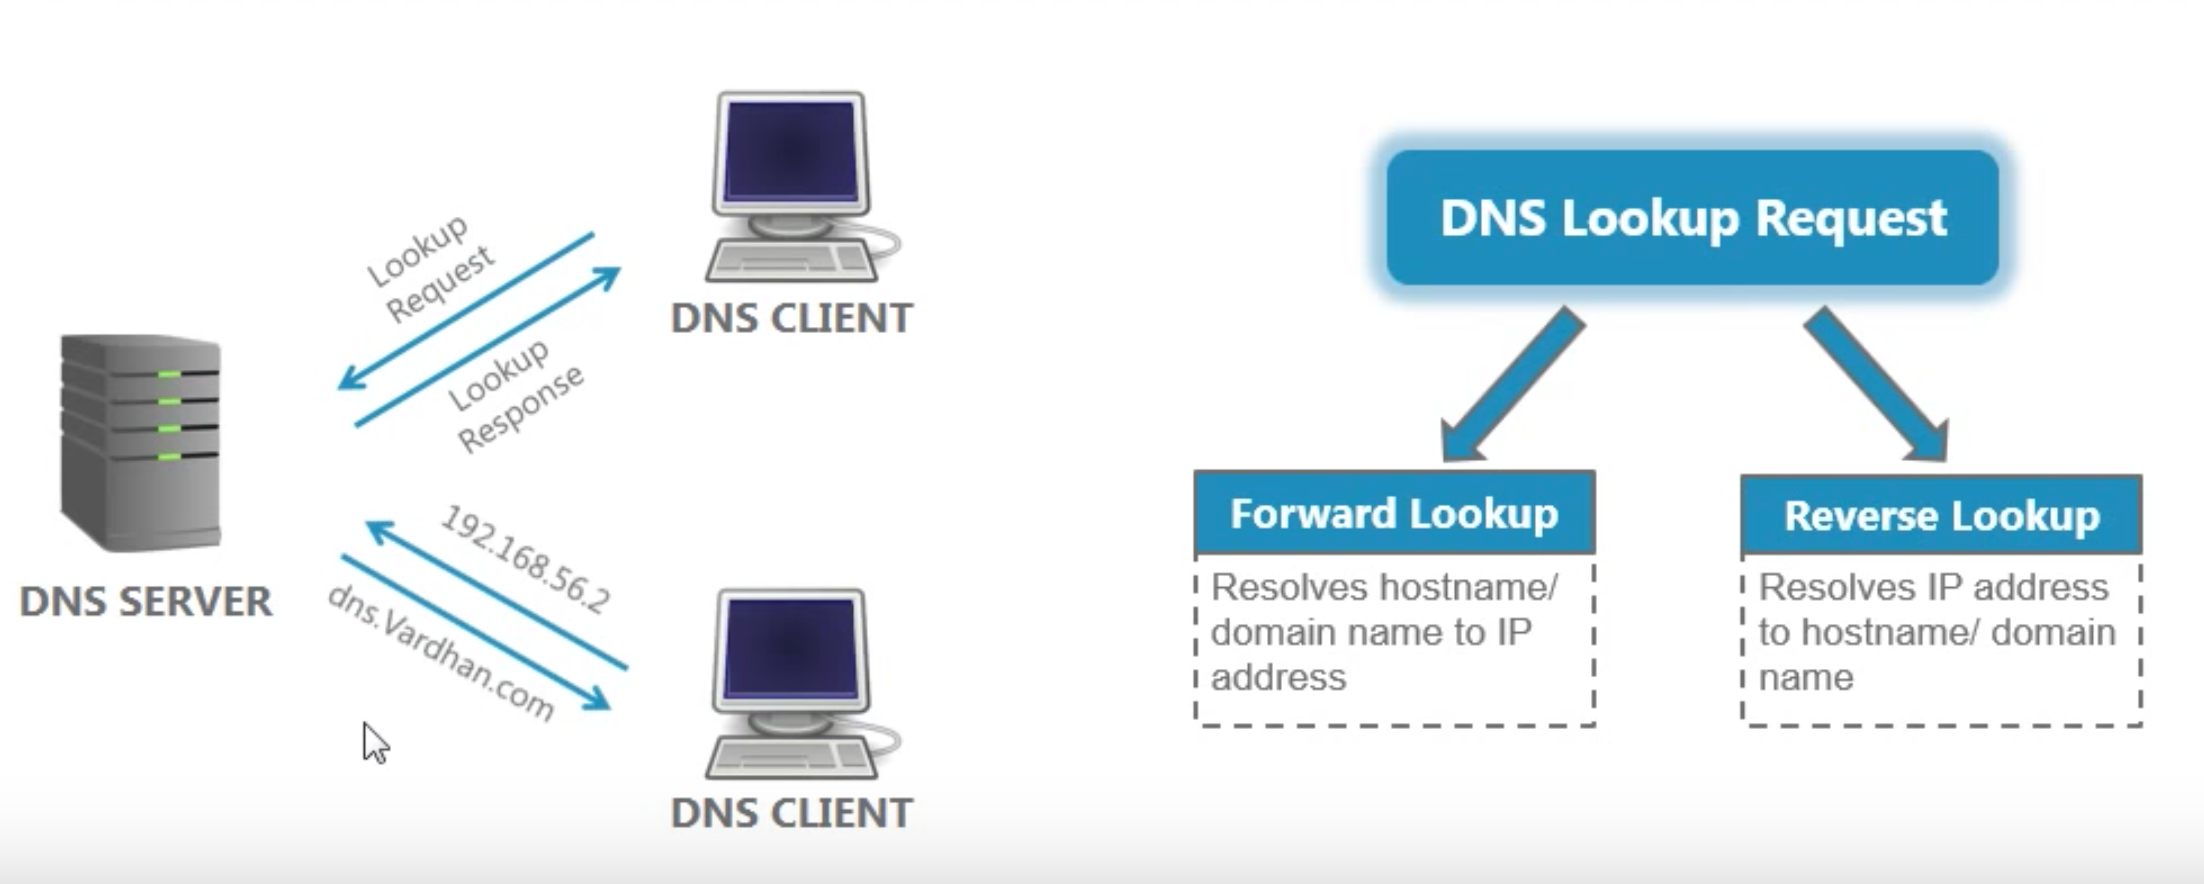 Lookup
Request
Lookup
Response
DNS CLIENT
DNS SERVER
192.168.56.2
dns.Vardhan.com
DNS CLIENT
DNS Lookup Request
Forward Lookup
Resolves hostname/
domain name to IP
address
Reverse Lookup
Resolves IP address
to hostname/ domain
name